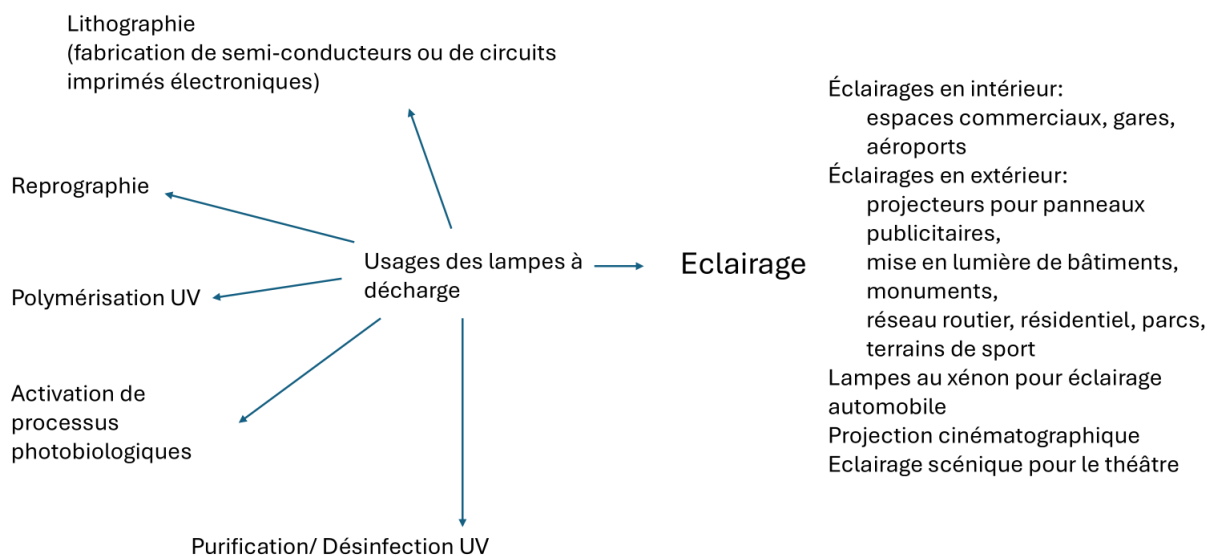 Lithographie
(fabrication de semi-conducteurs ou de circuits
imprimés électroniques)
Reprographie
Polymérisation UV
Activation de
processus
photobiologiques
Purification/ Désinfection UV
Usages des lampes à
décharge
Eclairage
Éclairages en intérieur:
espaces commerciaux, gares,
aéroports
Éclairages en extérieur:
projecteurs pour panneaux
publicitaires,
mise en lumière de bâtiments,
monuments,
réseau routier, résidentiel, parcs,
terrains de sport
Lampes au xénon pour éclairage
automobile
Projection cinématographique
Eclairage scénique pour le théâtre